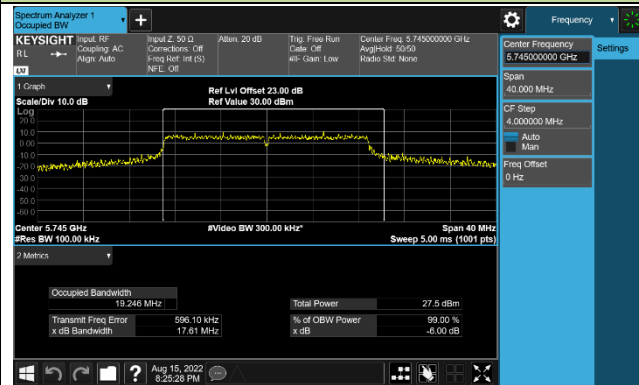 Spectrum Analyzer 1
Occupied BW
+
Frequency
KEYSIGHT
RL
LXI
Input: RF
Coupling: AC
Align: Auto
Input Z: 50 Ω
Corrections: Off
Freq Ref: Int (S)
NFE: Off
Atten: 20 dB
Trig: Free Run
Gate: Off
#IF Gain: Low
Center Freq: 5.745000000 GHz
Avg|Hold: 50/50
Radio Std: None
Center Frequency
5.745000000 GHz
Settings
Span
40.000 MHz
CF Step
4.000000 MHz
Auto
Man
Freq Offset
0 Hz
1 Graph
Scale/Div 10.0 dB
Ref Lvl Offset 23.00 dB
Ref Value 30.00 dBm
Log
20.0
10.0
0.00
-10.0
-20.0
-30.0
-40.0
-50.0
-60.0
Center 5.745 GHz
#Res BW 100.00 kHz
#Video BW 300.00 kHz*
Span 40 MHz
Sweep 5.00 ms (1001 pts)
2 Metrics
Occupied Bandwidth
19.246 MHz
Total Power 27.5 dBm
Transmit Freq Error 596.10 kHz
% of OBW Power 99.00 %
x dB Bandwidth 17.61 MHz
x dB -6.00 dB
?
Aug 15, 2022
8:25:28 PM